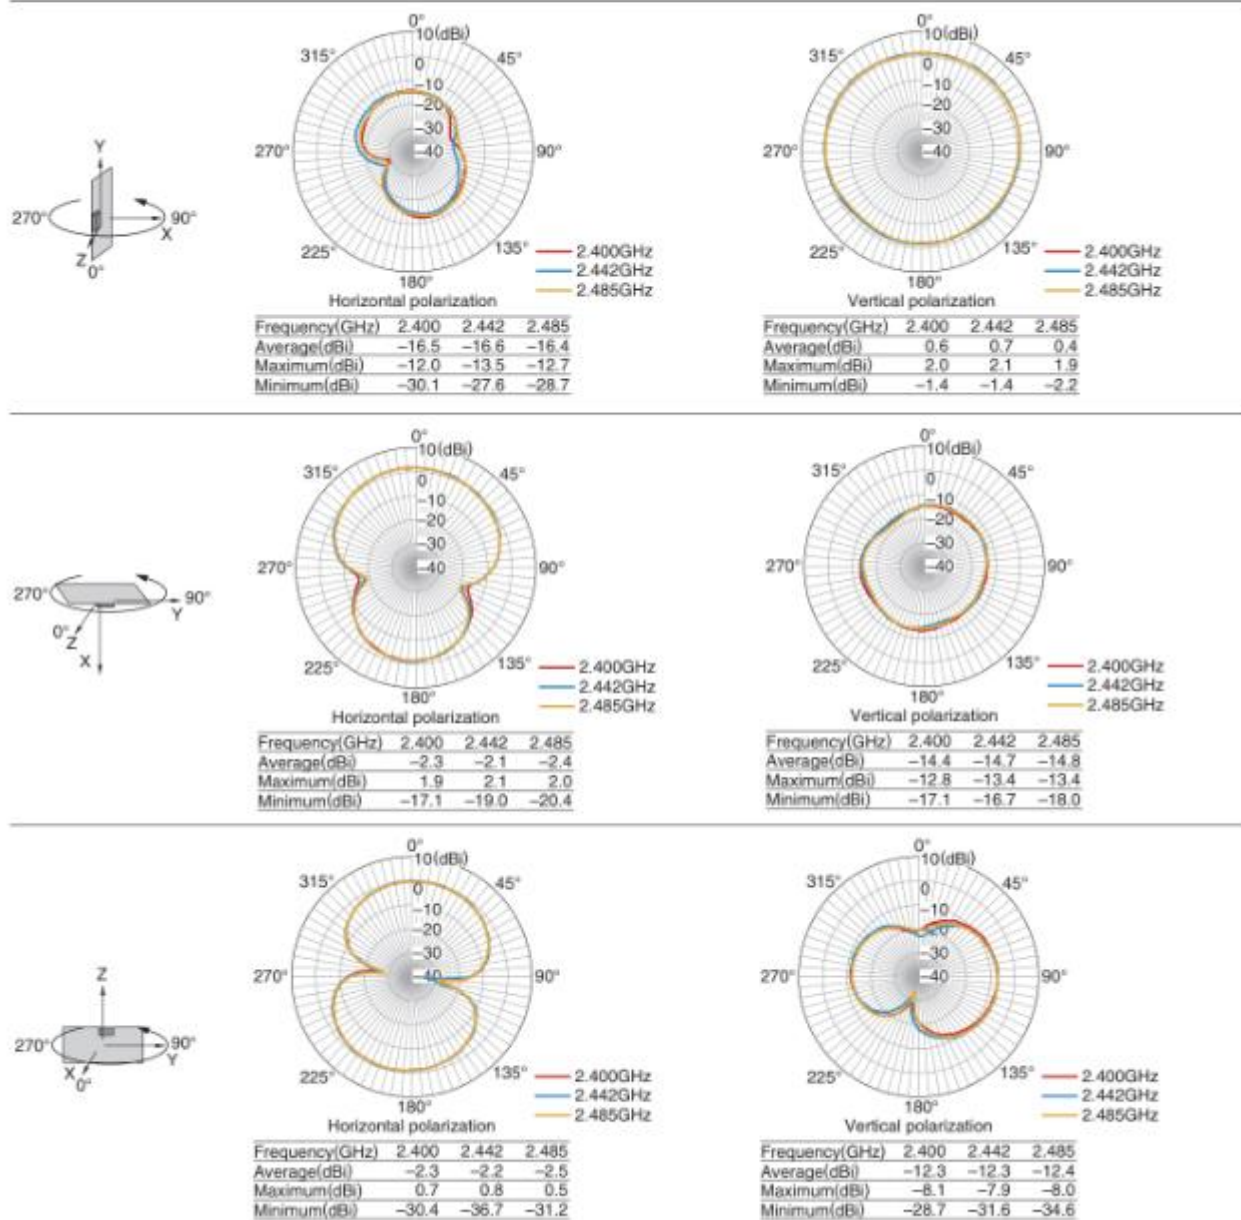 0°
10(dBi)
315° 45°
0
−10
−20
−30
270° −40 90°
225° 135°
180°
2.400GHz
2.442GHz
2.485GHz
Horizontal polarization
Frequency(GHz) 2.400 2.442 2.485
Average(dBi) −16.5 −16.6 −16.4
Maximum(dBi) −12.0 −13.5 −12.7
Minimum(dBi) −30.1 −27.6 −28.7
0°
10(dBi)
315° 45°
0
−10
−20
−30
270° −40 90°
225° 135°
180°
2.400GHz
2.442GHz
2.485GHz
Vertical polarization
Frequency(GHz) 2.400 2.442 2.485
Average(dBi) 0.6 0.7 0.4
Maximum(dBi) 2.0 2.1 1.9
Minimum(dBi) −1.4 −1.4 −2.2
Y
270° 90°
X
Z 0°
0°
10(dBi)
315° 45°
0
−10
−20
−30
270° −40 90°
225° 135°
180°
2.400GHz
2.442GHz
2.485GHz
Horizontal polarization
Frequency(GHz) 2.400 2.442 2.485
Average(dBi) −2.3 −2.1 −2.4
Maximum(dBi) 1.9 2.1 2.0
Minimum(dBi) −17.1 −19.0 −20.4
0°
10(dBi)
315° 45°
0
−10
−20
−30
270° −40 90°
225° 135°
180°
2.400GHz
2.442GHz
2.485GHz
Vertical polarization
Frequency(GHz) 2.400 2.442 2.485
Average(dBi) −14.4 −14.7 −14.8
Maximum(dBi) −12.8 −13.4 −13.4
Minimum(dBi) −17.1 −16.7 −18.0
270° 90°
Y
0° Z
X
0°
10(dBi)
315° 45°
0
−10
−20
−30
270° −40 90°
225° 135°
180°
2.400GHz
2.442GHz
2.485GHz
Horizontal polarization
Frequency(GHz) 2.400 2.442 2.485
Average(dBi) −2.3 −2.2 −2.5
Maximum(dBi) 0.7 0.8 0.5
Minimum(dBi) −30.4 −36.7 −31.2
0°
10(dBi)
315° 45°
0
−10
−20
−30
270° −40 90°
225° 135°
180°
2.400GHz
2.442GHz
2.485GHz
Vertical polarization
Frequency(GHz) 2.400 2.442 2.485
Average(dBi) −12.3 −12.3 −12.4
Maximum(dBi) −8.1 −7.9 −8.0
Minimum(dBi) −28.7 −31.6 −34.6
Z
270° 90°
Y
X 0°